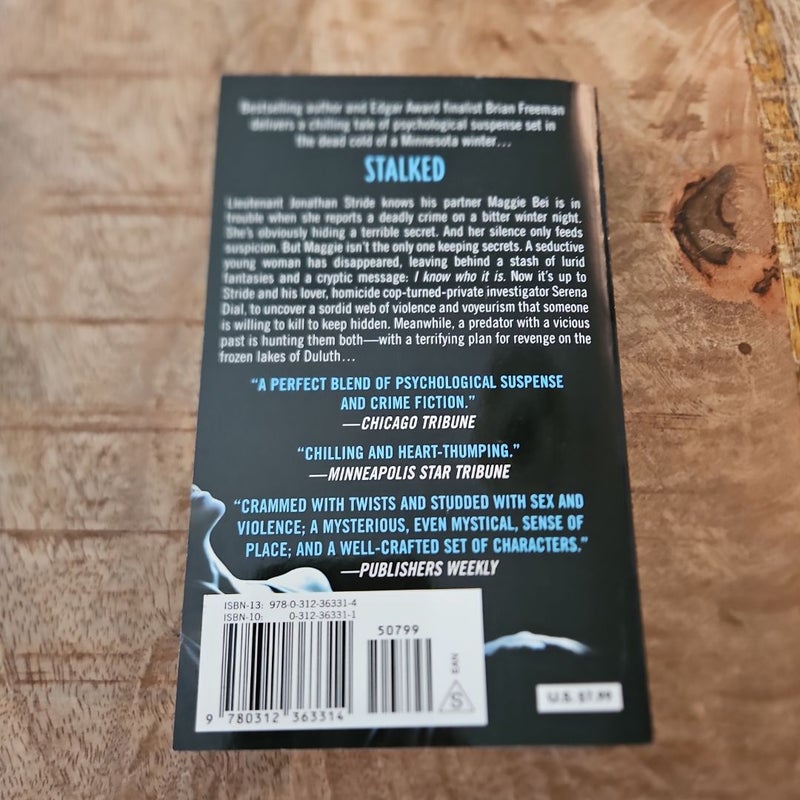 Bestselling author and Edgar Award finalist Brian Freeman
delivers a chilling tale of psychological suspense set in
the dead cold of a Minnesota winter...
STALKED
Lieutenant Jonathan Stride knows his partner Maggie Bei is in
trouble when she reports a deadly crime on a bitter winter night.
She's obviously hiding a terrible secret. And her silence only feeds
suspicion. But Maggie isn't the only one keeping secrets. A seductive
young woman has disappeared, leaving behind a stash of lurid
fantasies and a cryptic message: I know who it is. Now it's up to
Stride and his lover, homicide cop-turned-private investigator Serena
Dial, to uncover a sordid web of violence and voyeurism that someone
is willing to kill to keep hidden. Meanwhile, a predator with a vicious
past is hunting them both—with a terrifying plan for revenge on the
frozen lakes of Duluth...
"A PERFECT BLEND OF PSYCHOLOGICAL SUSPENSE
AND CRIME FICTION."
—CHICAGO TRIBUNE
"CHILLING AND HEART-THUMPING."
—MINNEAPOLIS STAR TRIBUNE
"CRAMMED WITH TWISTS AND STUDDED WITH SEX AND
VIOLENCE; A MYSTERIOUS, EVEN MYSTICAL, SENSE OF
PLACE; AND A WELL-CRAFTED SET OF CHARACTERS."
—PUBLISHERS WEEKLY
ISBN-13: 978-0-312-36331-4
ISBN-10: 0-312-36331-1
50799
EAN
S
9 780312 363314
U.S. $7.99